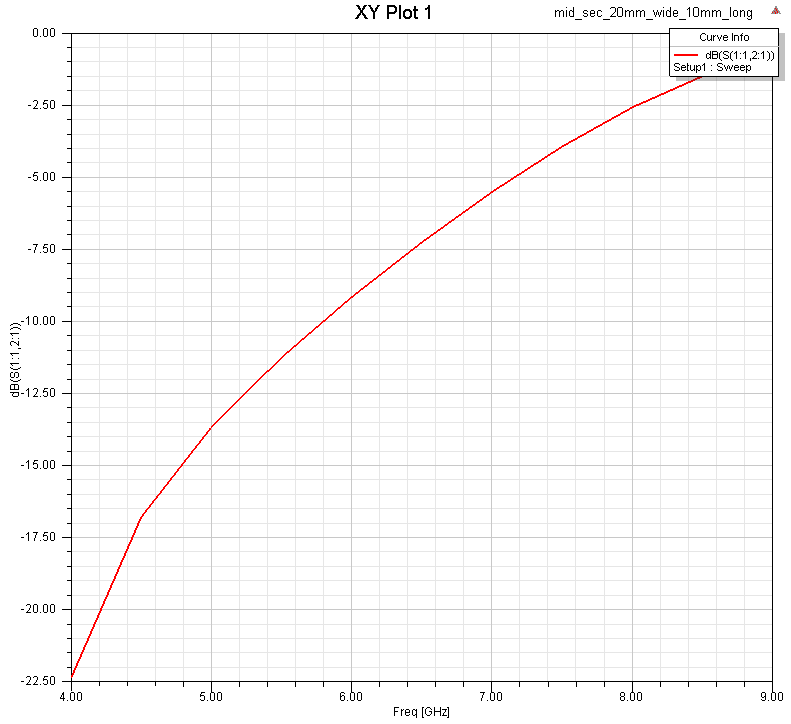 XY Plot 1
mid_sec_20mm_wide_10mm_long
Curve Info
dB(S(1:1,2:1))
Setup1 : Sweep
0.00
-2.50
-5.00
-7.50
-10.00
-12.50
-15.00
-17.50
-20.00
-22.50
dB(S(1:1,2:1))
4.00 5.00 6.00 7.00 8.00 9.00
Freq [GHz]